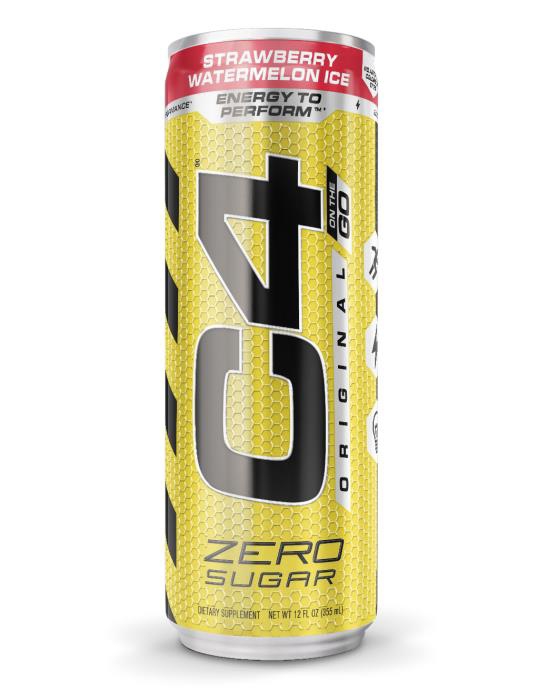 STRAWBERRY
WATERMELON ICE
ENERGY TO
PERFORM™*
C4®
ON THE
GO
ORIGINAL
ZERO
SUGAR
DIETARY SUPPLEMENT NET WT 12 FL OZ (355 mL)